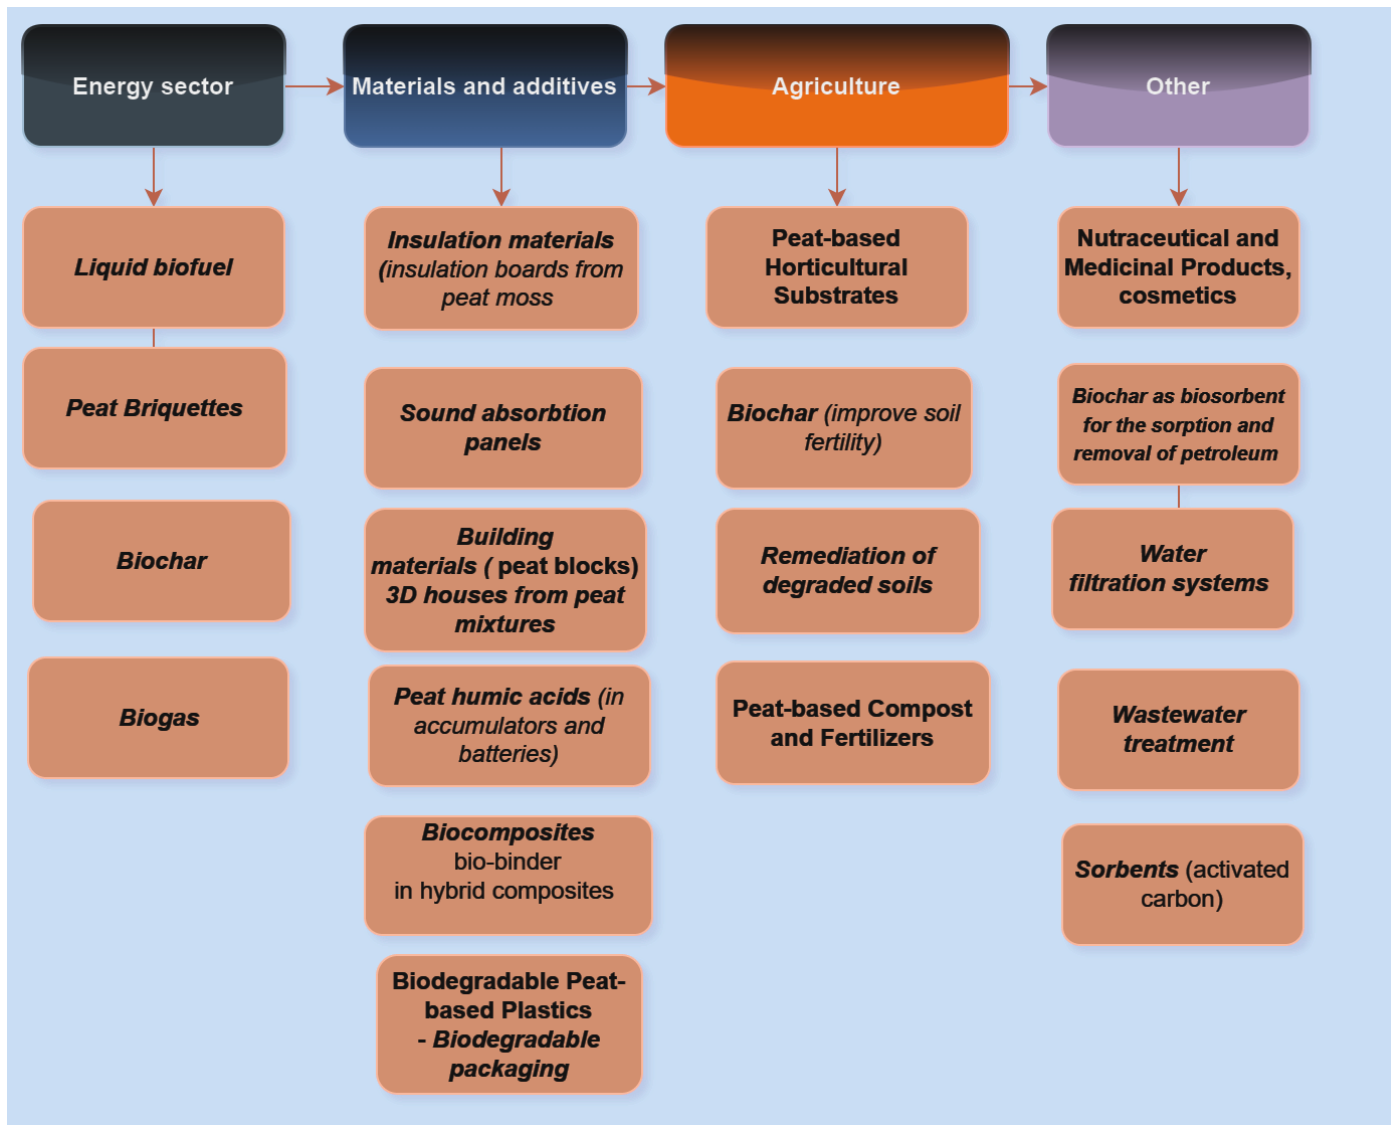 Energy sector
Materials and additives
Agriculture
Other
Liquid biofuel
Peat Briquettes
Biochar
Biogas
Insulation materials
(insulation boards from
peat moss
Sound absorbtion
panels
Building
materials ( peat blocks)
3D houses from peat
mixtures
Peat humic acids (in
accumulators and
batteries)
Biocomposites
bio-binder
in hybrid composites
Biodegradable Peat-
based Plastics
- Biodegradable
packaging
Peat-based
Horticultural
Substrates
Biochar (improve soil
fertility)
Remediation of
degraded soils
Peat-based Compost
and Fertilizers
Nutraceutical and
Medicinal Products,
cosmetics
Biochar as biosorbent
for the sorption and
removal of petroleum
Water
filtration systems
Wastewater
treatment
Sorbents (activated
carbon)